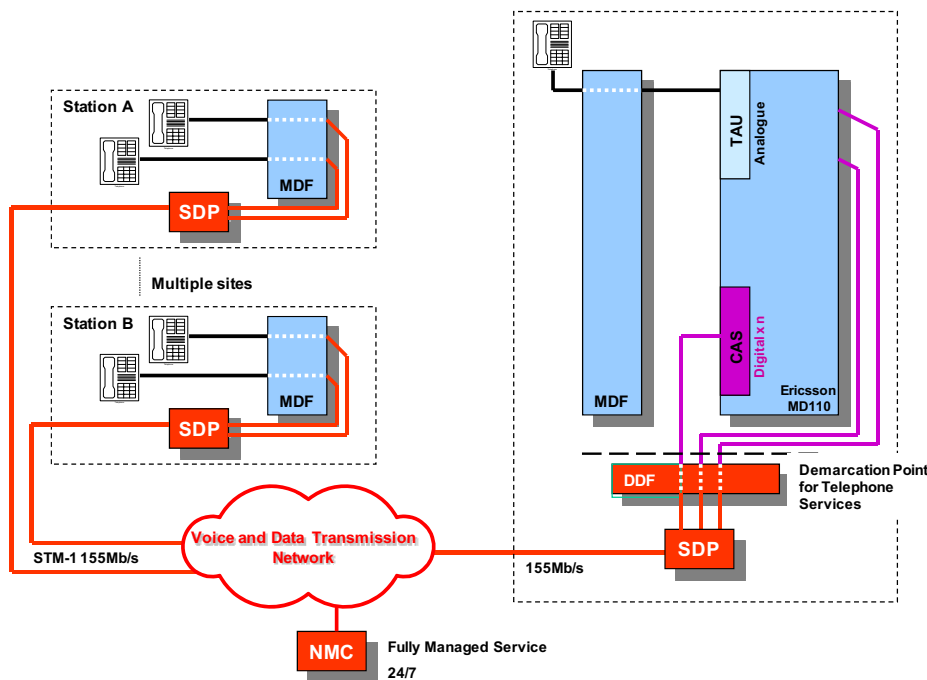 Station A
MDF
SDP
Multiple sites
Station B
MDF
SDP
STM-1 155Mb/s
Voice and Data Transmission
Network
NMC
Fully Managed Service
24/7
155Mb/s
TAU
Analogue
CAS
Digital x n
MDF
Ericsson
MD110
DDF
Demarcation Point
for Telephone
Services
SDP